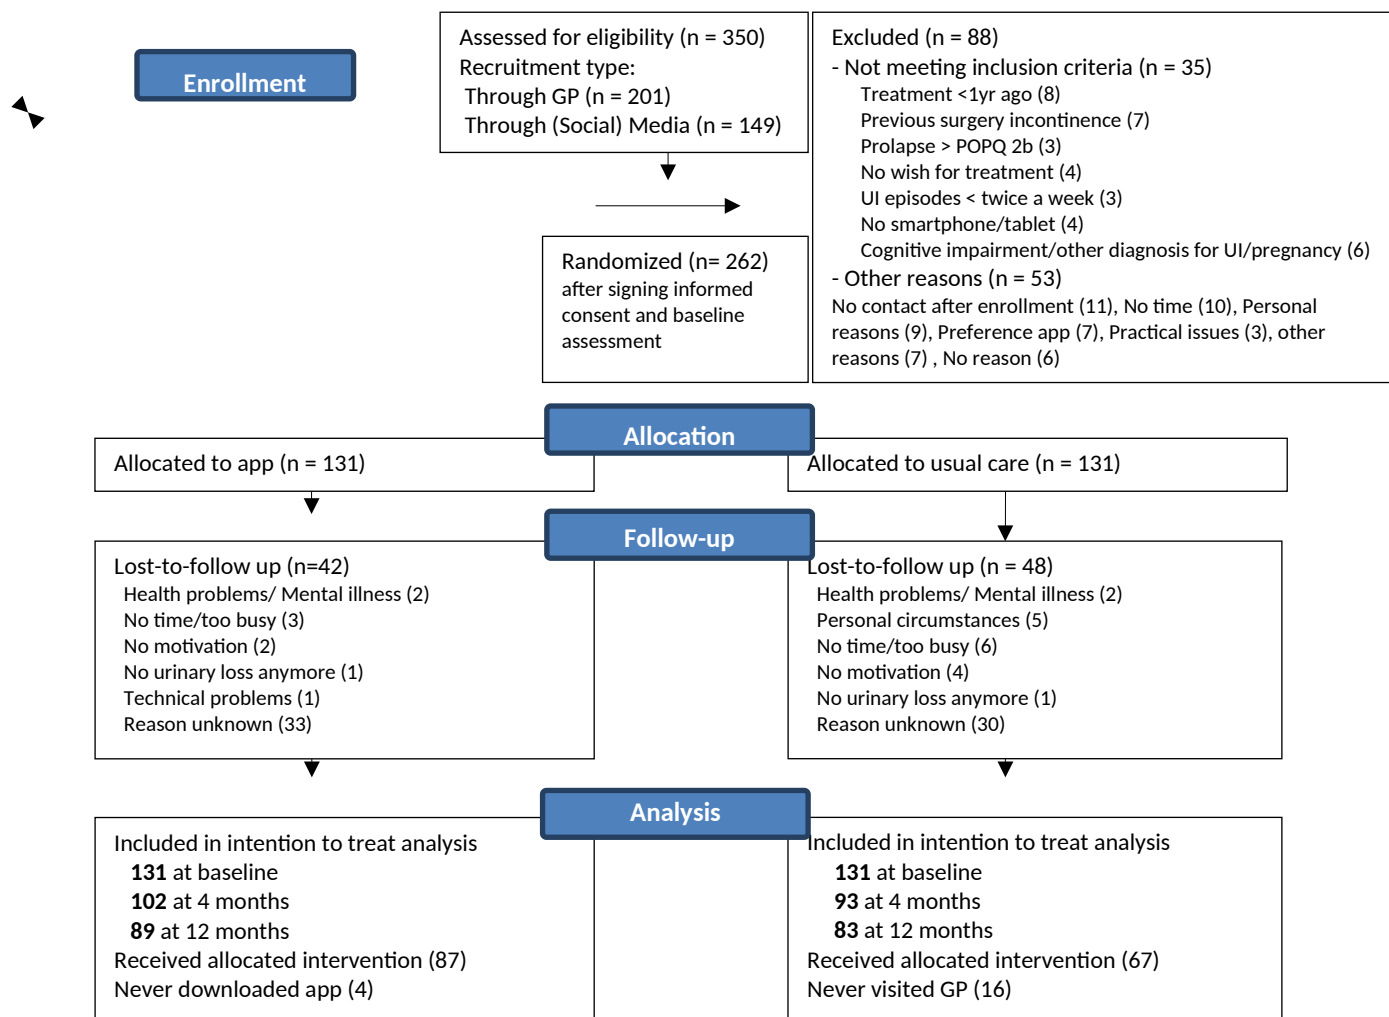 Enrollment
Assessed for eligibility (n = 350)
Recruitment type:
Through GP (n = 201)
Through (Social) Media (n = 149)
Excluded (n = 88)
- Not meeting inclusion criteria (n = 35)
Treatment <1yr ago (8)
Previous surgery incontinence (7)
Prolapse > POPQ 2b (3)
No wish for treatment (4)
UI episodes < twice a week (3)
No smartphone/tablet (4)
Cognitive impairment/other diagnosis for UI/pregnancy (6)
- Other reasons (n = 53)
No contact after enrollment (11), No time (10), Personal
reasons (9), Preference app (7), Practical issues (3), other
reasons (7) , No reason (6)
Randomized (n= 262)
after signing informed
consent and baseline
assessment
Allocation
Allocated to app (n = 131)
Allocated to usual care (n = 131)
Follow-up
Lost-to-follow up (n=42)
Health problems/ Mental illness (2)
No time/too busy (3)
No motivation (2)
No urinary loss anymore (1)
Technical problems (1)
Reason unknown (33)
Lost-to-follow up (n = 48)
Health problems/ Mental illness (2)
Personal circumstances (5)
No time/too busy (6)
No motivation (4)
No urinary loss anymore (1)
Reason unknown (30)
Analysis
Included in intention to treat analysis
131 at baseline
102 at 4 months
89 at 12 months
Received allocated intervention (87)
Never downloaded app (4)
Included in intention to treat analysis
131 at baseline
93 at 4 months
83 at 12 months
Received allocated intervention (67)
Never visited GP (16)